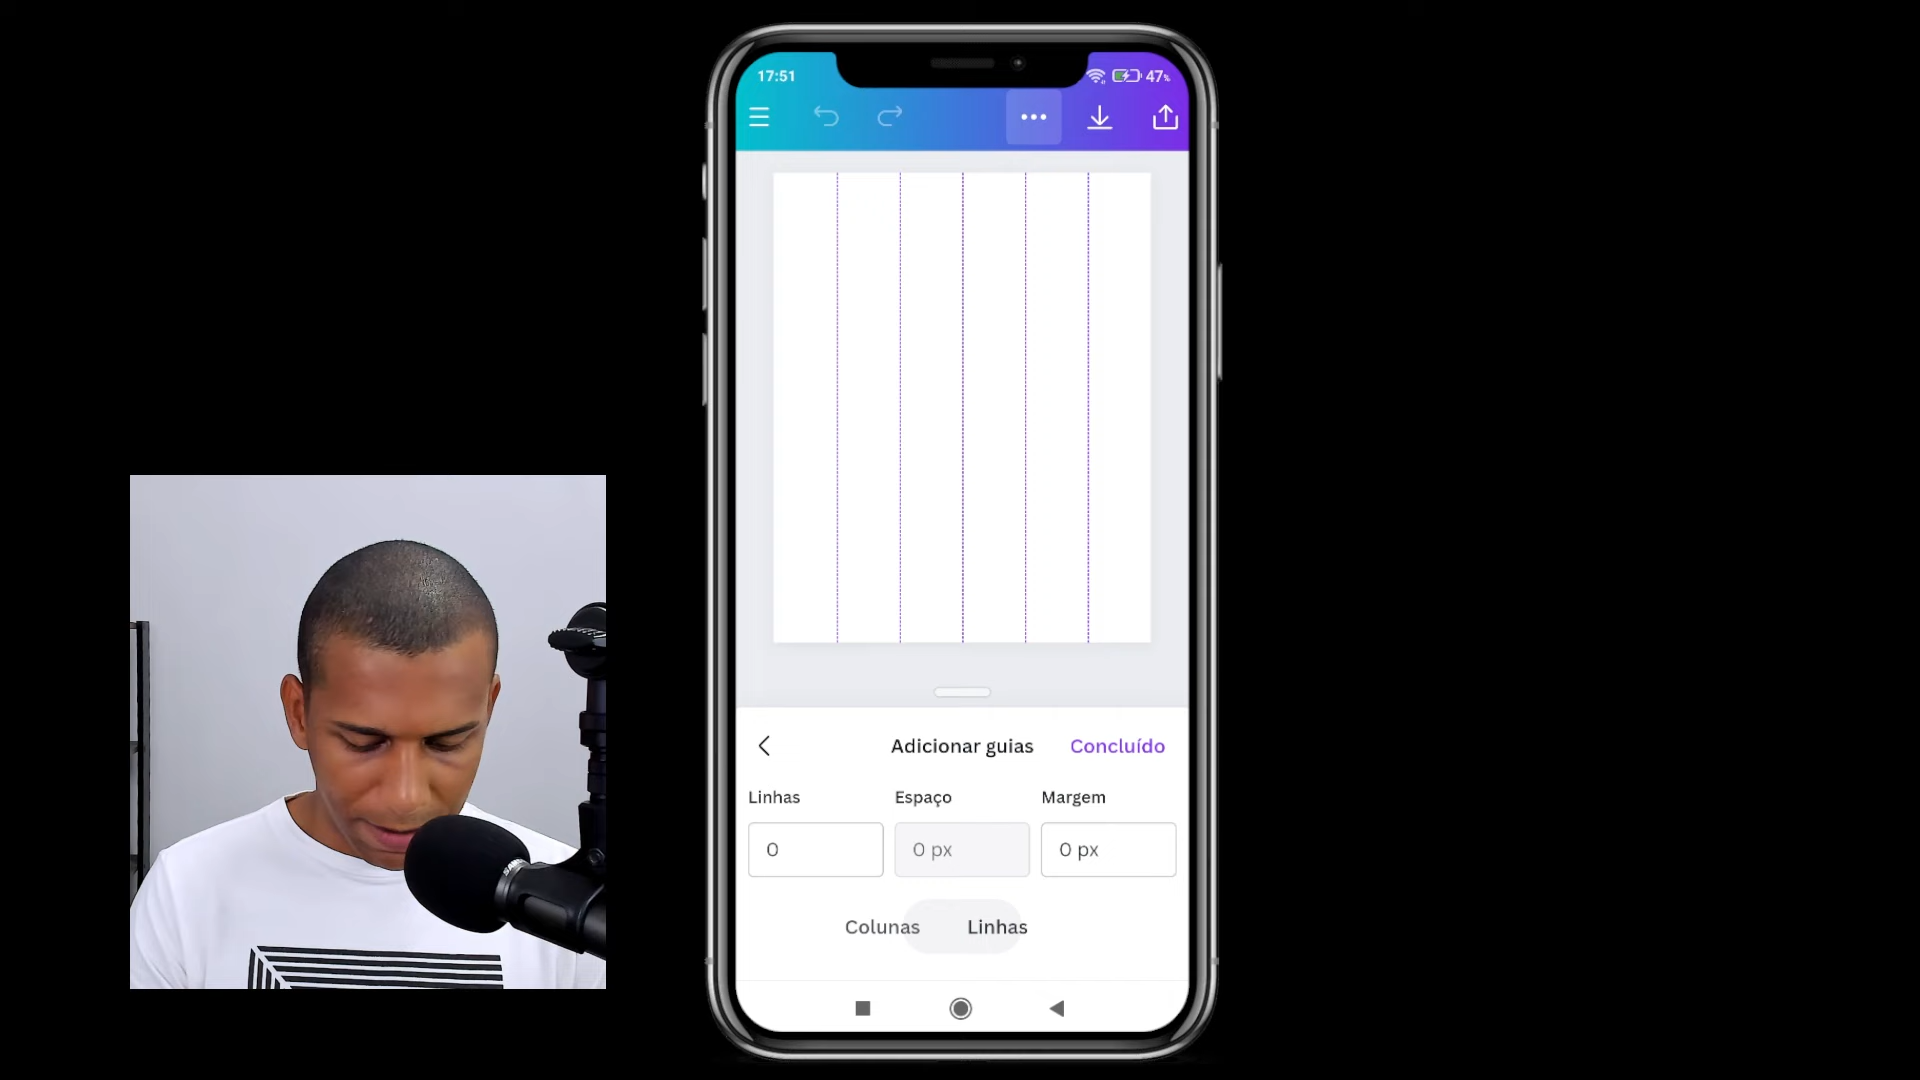 17:51
47%
Adicionar guias
Concluído
Linhas
Espaço
Margem
0
0 px
0 px
Colunas
Linhas